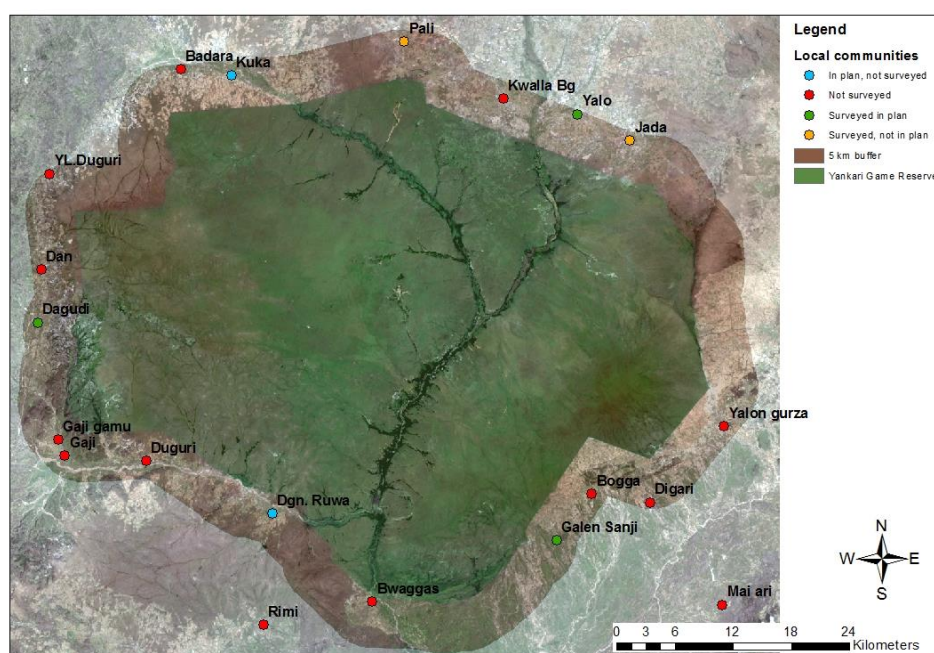 Pali
Badara
Kuka
Kwalla Bg
Yalo
Jada
YL.Duguri
Dan
Dagudi
Gaji gamu
Gaji
Duguri
Dgn. Ruwa
Yalon gurza
Bogga
Digari
Galen Sanji
Bwaggas
Rimi
Mai ari
Legend
Local communities
In plan, not surveyed
Not surveyed
Surveyed in plan
Surveyed, not in plan
5 km buffer
Yankari Game Reserve
N
W E
S
0 3 6 12 18 24
Kilometers